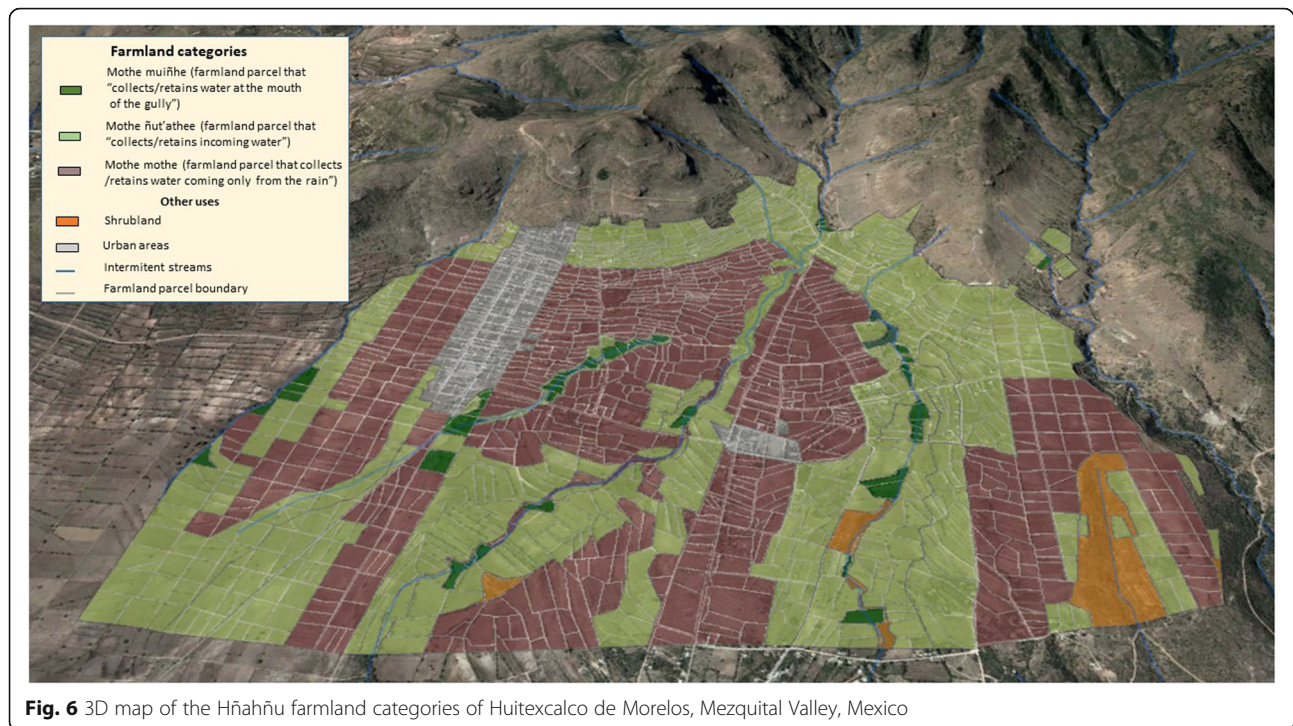 Farmland categories
Mothe muiñhe (farmland parcel that
"collects/retains water at the mouth
of the gully")
Mothe ñut'athee (farmland parcel that
"collects/retains incoming water")
Mothe mothe (farmland parcel that collects
/retains water coming only from the rain")
Other uses
Shrubland
Urban areas
Intermitent streams
Farmland parcel boundary
Fig. 6 3D map of the Hñahñu farmland categories of Huitexcalco de Morelos, Mezquital Valley, Mexico